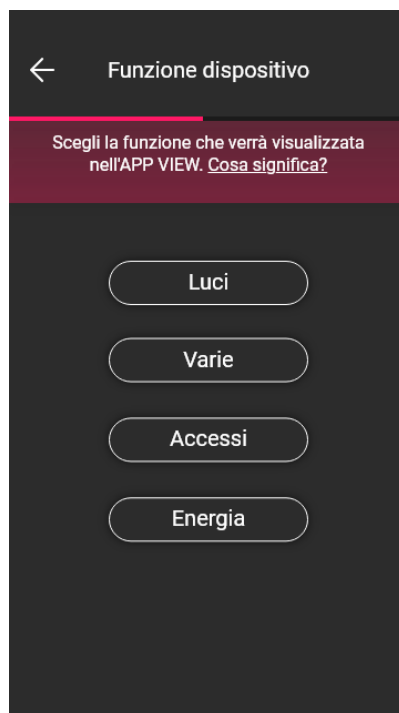 Funzione dispositivo
Scegli la funzione che verrà visualizzata
nell'APP VIEW. Cosa significa?
Luci
Varie
Accessi
Energia